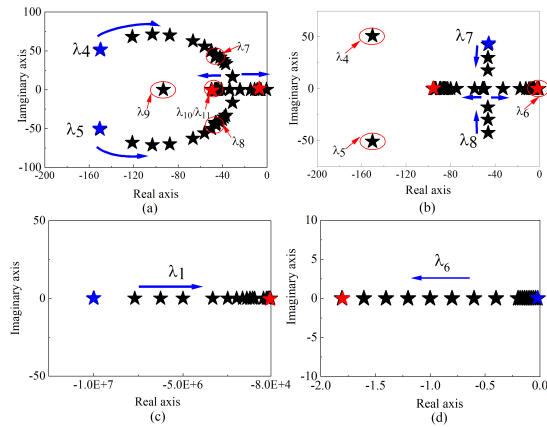 100
50
0
-50
-100
Iamginary axis
λ4
λ5
λ7
λ9
λ10/λ11
λ8
-200 -160 -120 -80 -40 0
Real axis
(a)
50
0
-50
Imaginary axis
λ4
λ5
λ7
λ8
λ6
-200 -160 -120 -80 -40 0
Real axis
(b)
50
0
-50
Imaginary axis
λ1
-1.0E+7 -5.0E+6 -8.0E+4
Real axis
(c)
10
5
0
-5
-10
Imaginary axis
λ6
-2.0 -1.5 -1.0 -0.5 0.0
Real axis
(d)